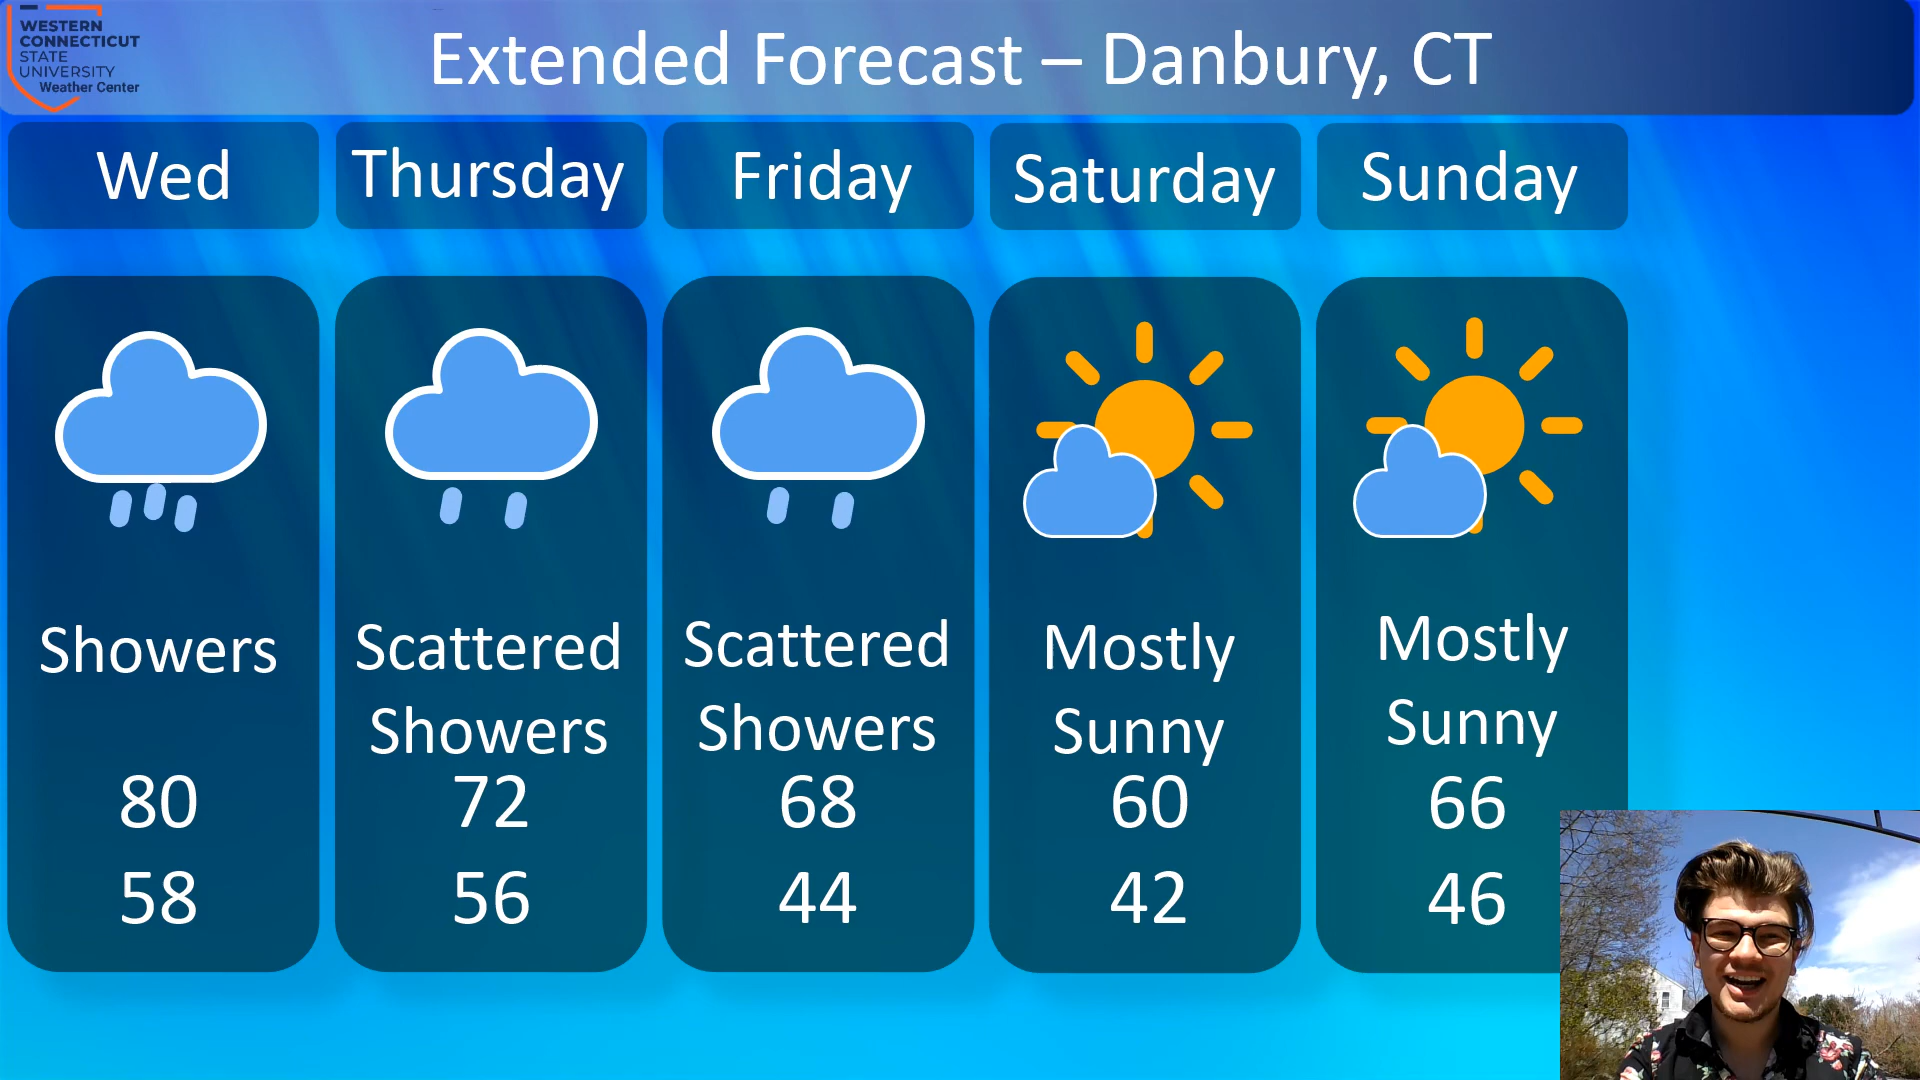 WESTERN
CONNECTICUT
STATE
UNIVERSITY
Weather Center
Extended Forecast – Danbury, CT
Wed
Thursday
Friday
Saturday
Sunday
Showers
80
58
Scattered
Showers
72
56
Scattered
Showers
68
44
Mostly
Sunny
60
42
Mostly
Sunny
66
46